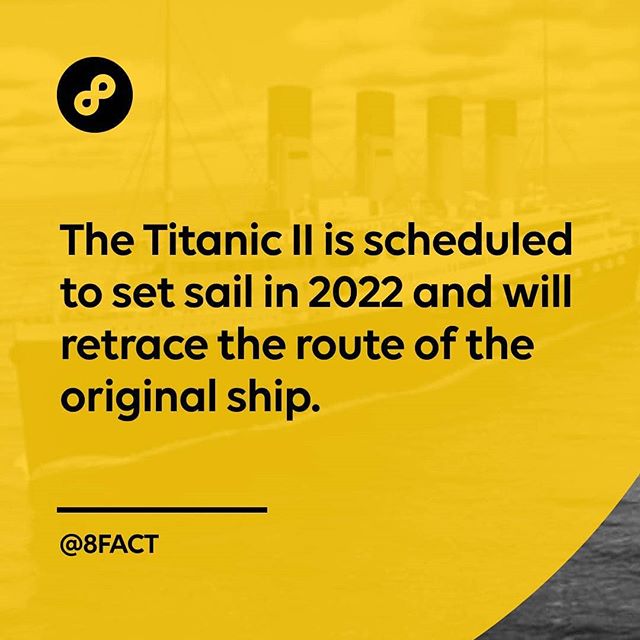 The Titanic II is scheduled
to set sail in 2022 and will
retrace the route of the
original ship.
@8FACT